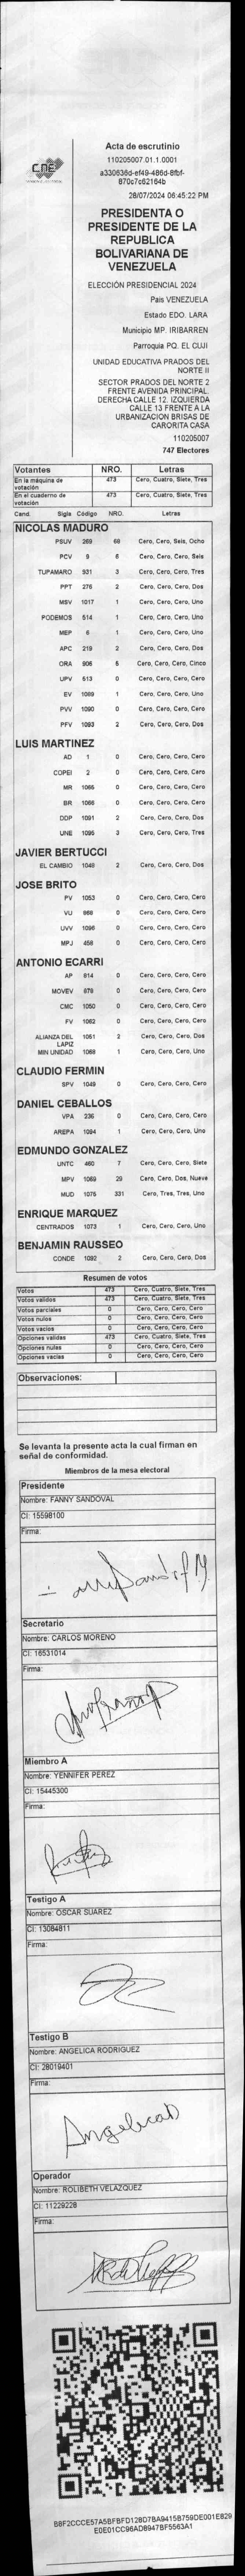 CNE
Acta de escrutinio
110205007.01.1.0001
a330636d-ef49-486d-8fbf-
870c7c62164b
28/07/2024 06:45:22 PM
PRESIDENTA O
PRESIDENTE DE LA
REPUBLICA
BOLIVARIANA DE
VENEZUELA
ELECCIÓN PRESIDENCIAL 2024
País VENEZUELA
Estado EDO. LARA
Municipio MP. IRIBARREN
Parroquia PQ. EL CUJI
UNIDAD EDUCATIVA PRADOS DEL
NORTE II
SECTOR PRADOS DEL NORTE 2
FRENTE AVENIDA PRINCIPAL.
DERECHA CALLE 12. IZQUIERDA
CALLE 13 FRENTE A LA
URBANIZACION BRISAS DE
CARORITA CASA
110205007
747 Electores
Votantes NRO. Letras
En la máquina de votación 473 Cero, Cuatro, Siete, Tres
En el cuaderno de votación 473 Cero, Cuatro, Siete, Tres
Cand. Sigla Código NRO. Letras
NICOLAS MADURO
PSUV 269 68 Cero, Cero, Seis, Ocho
PCV 9 6 Cero, Cero, Cero, Seis
TUPAMARO 931 3 Cero, Cero, Cero, Tres
PPT 276 2 Cero, Cero, Cero, Dos
MSV 1017 1 Cero, Cero, Cero, Uno
PODEMOS 514 1 Cero, Cero, Cero, Uno
MEP 6 1 Cero, Cero, Cero, Uno
APC 219 2 Cero, Cero, Cero, Dos
ORA 906 5 Cero, Cero, Cero, Cinco
UPV 513 0 Cero, Cero, Cero, Cero
EV 1089 1 Cero, Cero, Cero, Uno
PVV 1090 0 Cero, Cero, Cero, Cero
PFV 1093 2 Cero, Cero, Cero, Dos
LUIS MARTINEZ
AD 1 0 Cero, Cero, Cero, Cero
COPEI 2 0 Cero, Cero, Cero, Cero
MR 1065 0 Cero, Cero, Cero, Cero
BR 1066 0 Cero, Cero, Cero, Cero
DDP 1091 2 Cero, Cero, Cero, Dos
UNE 1095 3 Cero, Cero, Cero, Tres
JAVIER BERTUCCI
EL CAMBIO 1048 2 Cero, Cero, Cero, Dos
JOSE BRITO
PV 1053 0 Cero, Cero, Cero, Cero
VU 968 0 Cero, Cero, Cero, Cero
UVV 1096 0 Cero, Cero, Cero, Cero
MPJ 458 0 Cero, Cero, Cero, Cero
ANTONIO ECARRI
AP 814 0 Cero, Cero, Cero, Cero
MOVEV 678 0 Cero, Cero, Cero, Cero
CMC 1050 0 Cero, Cero, Cero, Cero
FV 1062 0 Cero, Cero, Cero, Cero
ALIANZA DEL LAPIZ 1051 2 Cero, Cero, Cero, Dos
MIN UNIDAD 1068 1 Cero, Cero, Cero, Uno
CLAUDIO FERMIN
SPV 1049 0 Cero, Cero, Cero, Cero
DANIEL CEBALLOS
VPA 236 0 Cero, Cero, Cero, Cero
AREPA 1094 1 Cero, Cero, Cero, Uno
EDMUNDO GONZALEZ
UNTC 460 7 Cero, Cero, Cero, Siete
MPV 1069 29 Cero, Cero, Dos, Nueve
MUD 1076 331 Cero, Tres, Tres, Uno
ENRIQUE MARQUEZ
CENTRADOS 1073 1 Cero, Cero, Cero, Uno
BENJAMIN RAUSSEO
CONDE 1092 2 Cero, Cero, Cero, Dos
Resumen de votos
Votos 473 Cero, Cuatro, Siete, Tres
Votos validos 473 Cero, Cuatro, Siete, Tres
Votos parciales 0 Cero, Cero, Cero, Cero
Votos nulos 0 Cero, Cero, Cero, Cero
Votos vacios 0 Cero, Cero, Cero, Cero
Opciones validas 473 Cero, Cuatro, Siete, Tres
Opciones nulas 0 Cero, Cero, Cero, Cero
Opciones vacias 0 Cero, Cero, Cero, Cero
Observaciones:
Se levanta la presente acta la cual firman en
señal de conformidad.
Miembros de la mesa electoral
Presidente
Nombre: FANNY SANDOVAL
CI: 15598100
Firma:
Secretario
Nombre: CARLOS MORENO
CI: 16531014
Firma:
Miembro A
Nombre: YENNIFER PEREZ
CI: 15445300
Firma:
Testigo A
Nombre: OSCAR SUAREZ
CI: 13084811
Firma:
Testigo B
Nombre: ANGELICA RODRIGUEZ
CI: 28019401
Firma:
Operador
Nombre: ROLIBETH VELAZQUEZ
CI: 11229228
Firma:
B8F2CCCE57A5BFBFD128D7BA9415B759DE001E829
E0E01CC96AD8947BF5563A1